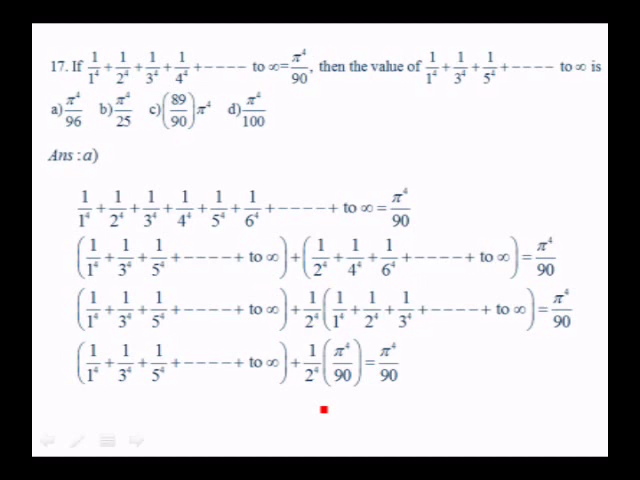 17. If 1/1⁴ + 1/2⁴ + 1/3⁴ + 1/4⁴ + ---- to ∞ = π⁴/90, then the value of 1/1⁴ + 1/3⁴ + 1/5⁴ + ---- to ∞ is
a) π⁴/96 b) π⁴/25 c) (89/90) π⁴ d) π⁴/100
Ans : a)
1/1⁴ + 1/2⁴ + 1/3⁴ + 1/4⁴ + 1/5⁴ + 1/6⁴ + ---- + to ∞ = π⁴/90
(1/1⁴ + 1/3⁴ + 1/5⁴ + ---- + to ∞) + (1/2⁴ + 1/4⁴ + 1/6⁴ + ---- + to ∞) = π⁴/90
(1/1⁴ + 1/3⁴ + 1/5⁴ + ---- + to ∞) + 1/2⁴ (1/1⁴ + 1/2⁴ + 1/3⁴ + ---- + to ∞) = π⁴/90
(1/1⁴ + 1/3⁴ + 1/5⁴ + ---- + to ∞) + 1/2⁴ (π⁴/90) = π⁴/90